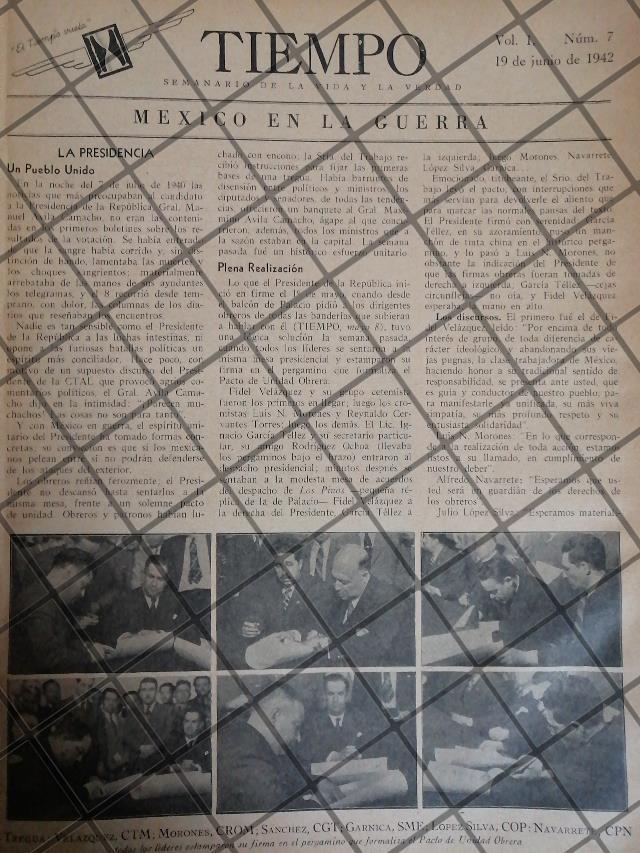 "El Tiempo vuela"
TIEMPO
SEMANARIO DE LA VIDA Y LA VERDAD
Vol. I, Núm. 7
19 de junio de 1942
MEXICO EN LA GUERRA
LA PRESIDENCIA
Un Pueblo Unido
En la noche del 7 de julio de 1940 las
noticias que más preocupaban al candidato
a la Presidencia de la República Gral. Ma-
nuel Avila Camacho, no eran las conteni-
das en los primeros boletines sobre los re-
sultados de la votación. Se había enterado
de que sangre había corrido y, sin dis-
tinción de bando, lamentaba las muertes y
los choques sangrientos; materialmente
arrebataba de las manos de sus ayudantes
los telegramas, y el 8 recorrió desde tem-
prano, con dolor, las columnas de los dia-
rios que reseñaban los encuentros.
Nadie es tan sensible como el Presidente
de la República a las luchas intestinas, ni
opone a las furiosas batallas políticas un
espíritu más conciliador. Hace poco, con
motivo de un supuesto discurso del Pres-
idente de la CTAL que provocó agrios co-
mentarios políticos, el Gral. Avila Cama-
cho dijo en la intimidad:
muchachos! Las cosas no son para tanto".
Y con México en guerra, el espíritu uni-
tario del Presidente ha tomado formas con-
cretas; su convicción es que si los mexica-
nos pelean entre sí no podrán defenderse
de los ataques del exterior.
Los obreros reñían ferozmente; el Presi-
dente no descansó hasta sentarlos a la
misma mesa, frente a un solemne pacto
de unidad. Obreros y patronos habían lu-
chado con encono; la Sría. del Trabajo re-
cibió instrucciones para fijar las primeras
bases de una tregua. Había barruntos de
disensión entre políticos y ministros; los
diputados y senadores, de todas las tenden-
cias, ofrecieron un banquete al Gral. Maxi-
mino Avila Camacho, ágape al que concu-
rrieron, además, todos los ministros que a
la sazón estaban en la capital. La semana
pasada fué un histórico esfuerzo unitario.
Plena Realización
Lo que el Presidente de la República ini-
ció en firme el 1º de mayo, cuando desde
el balcón de Palacio pidió a los dirigentes
obreros de todas las banderías que subieran
a hablar con él (TIEMPO, mayo 8), tuvo
una épica solución la semana pasada,
cuando todos los líderes se sentaron a su
misma mesa presidencial y estamparon su
firma en el pergamino que formaliza el
Pacto de Unidad Obrera.
Fidel Velázquez y su grupo cetemista
fueron los primeros en llegar; luego los cro-
mistas Luis N. Morones y Reynaldo Cer-
vantes Torres; luego los demás. El Lic. Ig-
nacio García Téllez y su secretario particu-
lar, su amigo Rodríguez Ochoa (llevaba
los pergaminos bajo el brazo) entraron al
despacho presidencial; minutos después
sentaban a la modesta mesa de acuerdos
del despacho de Los Pinos —pequeña ré-
plica de la de Palacio— Fidel Velázquez a
la derecha del Presidente, García Téllez a
la izquierda; luego Morones, Navarrete,
López Silva, Garnica...
Emocionado, titubeante, el Srio. del Tra-
bajo leyó el pacto, con interrupciones que
más servían para devolverle el aliento que
para marcar las normales pausas del texto.
El Presidente firmó con serenidad; García
Téllez, en su azoramiento, puso un man-
chón de tinta china en el histórico perga-
mino, y lo pasó a Luis N. Morones, no
obstante la indicación del Presidente de
que las firmas obreras fueran tomadas de
derecha a izquierda; García Téllez —cejas
circunflejas— no oía, y Fidel Velázquez
esperaba, la mano en alto.
Los discursos. El primero fué el de Fi-
del Velázquez; leído: "Por encima de todo
interés de grupo, de toda diferencia de ca-
rácter ideológico, y abandonando sus vie-
jas pugnas, la clase trabajadora de México,
haciendo honor a su tradicional sentido de
responsabilidad, se presenta ante usted, que
es guía y conductor de nuestro pueblo, pa-
ra manifestarle, unificada, su más viva
simpatía, su más profundo respeto y su
entusiasta solidaridad".
Luis N. Morones: "En lo que correspon-
de a la realización de toda acción, estamos
listos a su llamado, en cumplimiento de
nuestro deber".
Alfredo Navarrete: "Esperamos que us-
ted será un guardián de los derechos de
los obreros".
Julio López Silva: "Esperamos material-
TREGUA: VELÁZQUEZ, CTM; MORONES, CROM; SÁNCHEZ, CGT; GARNICA, SME; LÓPEZ SILVA, COP; NAVARRETE, CPN
todos los líderes estamparon su firma en el pergamino que formaliza el Pacto de Unidad Obrera